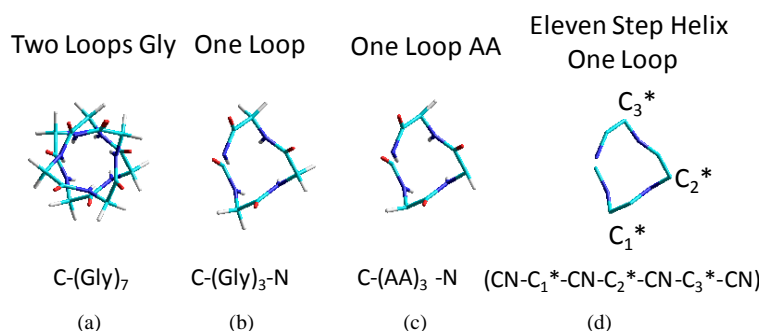 Two Loops Gly
One Loop
One Loop AA
Eleven Step Helix
One Loop
C₃*
C₂*
C₁*
C-(Gly)₇
C-(Gly)₃-N
C-(AA)₃ -N
(CN-C₁*-CN-C₂*-CN-C₃*-CN)
(a)
(b)
(c)
(d)